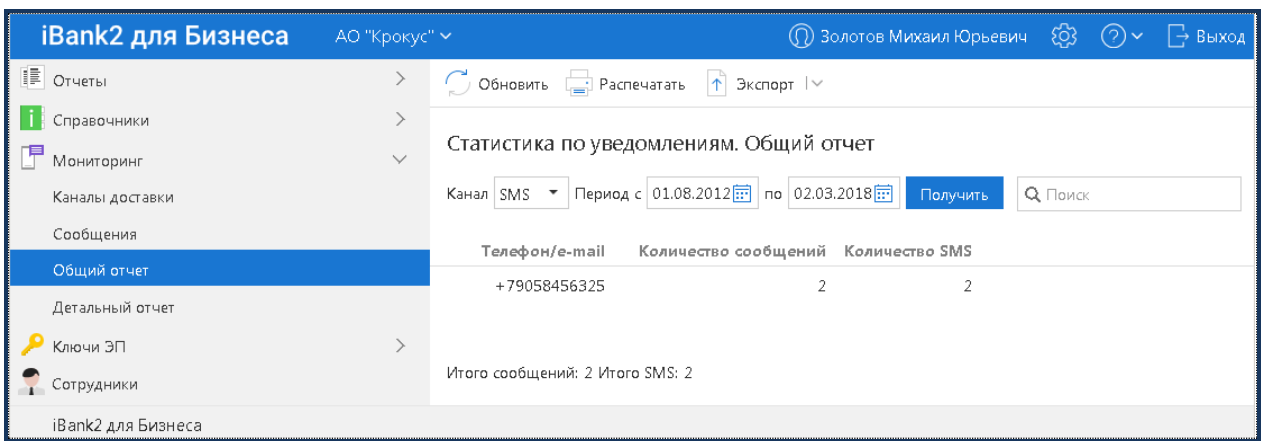 iBank2 для Бизнеса АО "Крокус" Золотов Михаил Юрьевич Выход
Отчеты
Справочники
Мониторинг
Каналы доставки
Сообщения
Общий отчет
Детальный отчет
Ключи ЭП
Сотрудники
Обновить Распечатать Экспорт
Статистика по уведомлениям. Общий отчет
Канал SMS Период с 01.08.2012 по 02.03.2018 Получить Поиск
Телефон/e-mail Количество сообщений Количество SMS
+79058456325 2 2
Итого сообщений: 2 Итого SMS: 2
iBank2 для Бизнеса